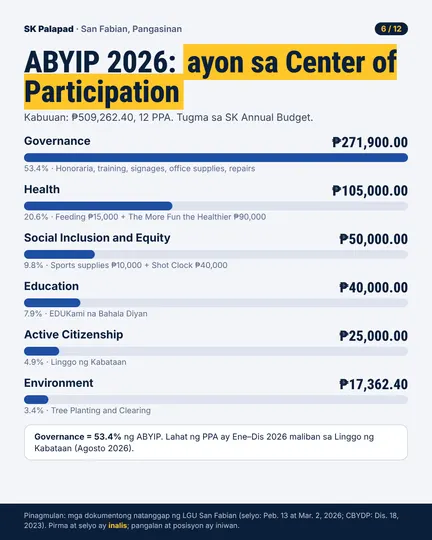 SK Palapad · San Fabian, Pangasinan
6 / 12
ABYIP 2026: ayon sa Center of
Participation
Kabuuan: ₱509,262.40, 12 PPA. Tugma sa SK Annual Budget.
Governance ₱271,900.00
53.4% · Honoraria, training, signages, office supplies, repairs
Health ₱105,000.00
20.6% · Feeding ₱15,000 + The More Fun the Healthier ₱90,000
Social Inclusion and Equity ₱50,000.00
9.8% · Sports supplies ₱10,000 + Shot Clock ₱40,000
Education ₱40,000.00
7.9% · EDUKami na Bahala Diyan
Active Citizenship ₱25,000.00
4.9% · Linggo ng Kabataan
Environment ₱17,362.40
3.4% · Tree Planting and Clearing
Governance = 53.4% ng ABYIP. Lahat ng PPA ay Ene–Dis 2026 maliban sa Linggo ng
Kabataan (Agosto 2026).
Pinagmulan: mga dokumentong natanggap ng LGU San Fabian (selyo: Peb. 13 at Mar. 2, 2026; CBYDP: Dis. 18,
2023). Pirma at selyo ay inalis; pangalan at posisyon ay iniwan.